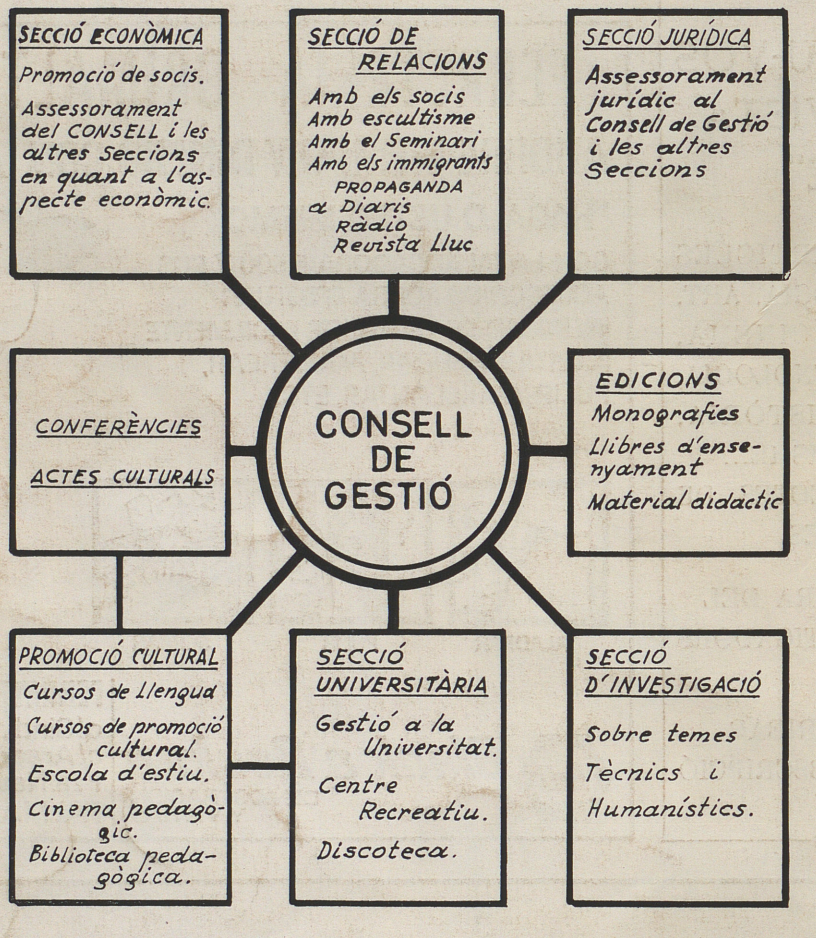 SECCIÓ ECONÒMICA
Promoció de socis.
Assessorament
del CONSELL i les
altres Seccions
en quant a l'as-
pecte econòmic.
SECCIÓ DE
RELACIONS
Amb els socis
Amb escultisme
Amb el Seminari
Amb els immigrants
PROPAGANDA
a Diaris
Ràdio
Revista Lluc
SECCIÓ JURÍDICA
Assessorament
jurídic al
Consell de Gestió
i les altres
Seccions
CONFERÈNCIES
ACTES CULTURALS
CONSELL
DE
GESTIÓ
EDICIONS
Monografies
Llibres d'ense-
nyament
Material didàctic
PROMOCIÓ CULTURAL
Cursos de Llengua
Cursos de promoció
cultural.
Escola d'estiu.
Cinema pedagò-
gic.
Biblioteca peda-
gògica.
SECCIÓ
UNIVERSITÀRIA
Gestió a la
Universitat.
Centre
Recreatiu.
Discoteca.
SECCIÓ
D'INVESTIGACIÓ
Sobre temes
Tècnics i
Humanístics.